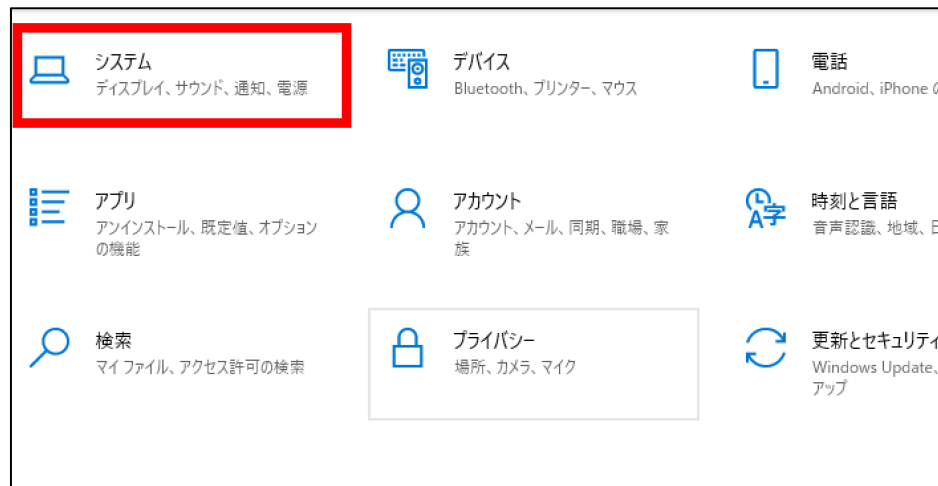 システム
ディスプレイ、サウンド、通知、電源
デバイス
Bluetooth、プリンター、マウス
電話
Android、iPhone
アプリ
アンインストール、既定値、オプション
の機能
アカウント
アカウント、メール、同期、職場、家
族
時刻と言語
音声認識、地域、
検索
マイ ファイル、アクセス許可の検索
プライバシー
場所、カメラ、マイク
更新とセキュリティ
Windows Update、
アップ